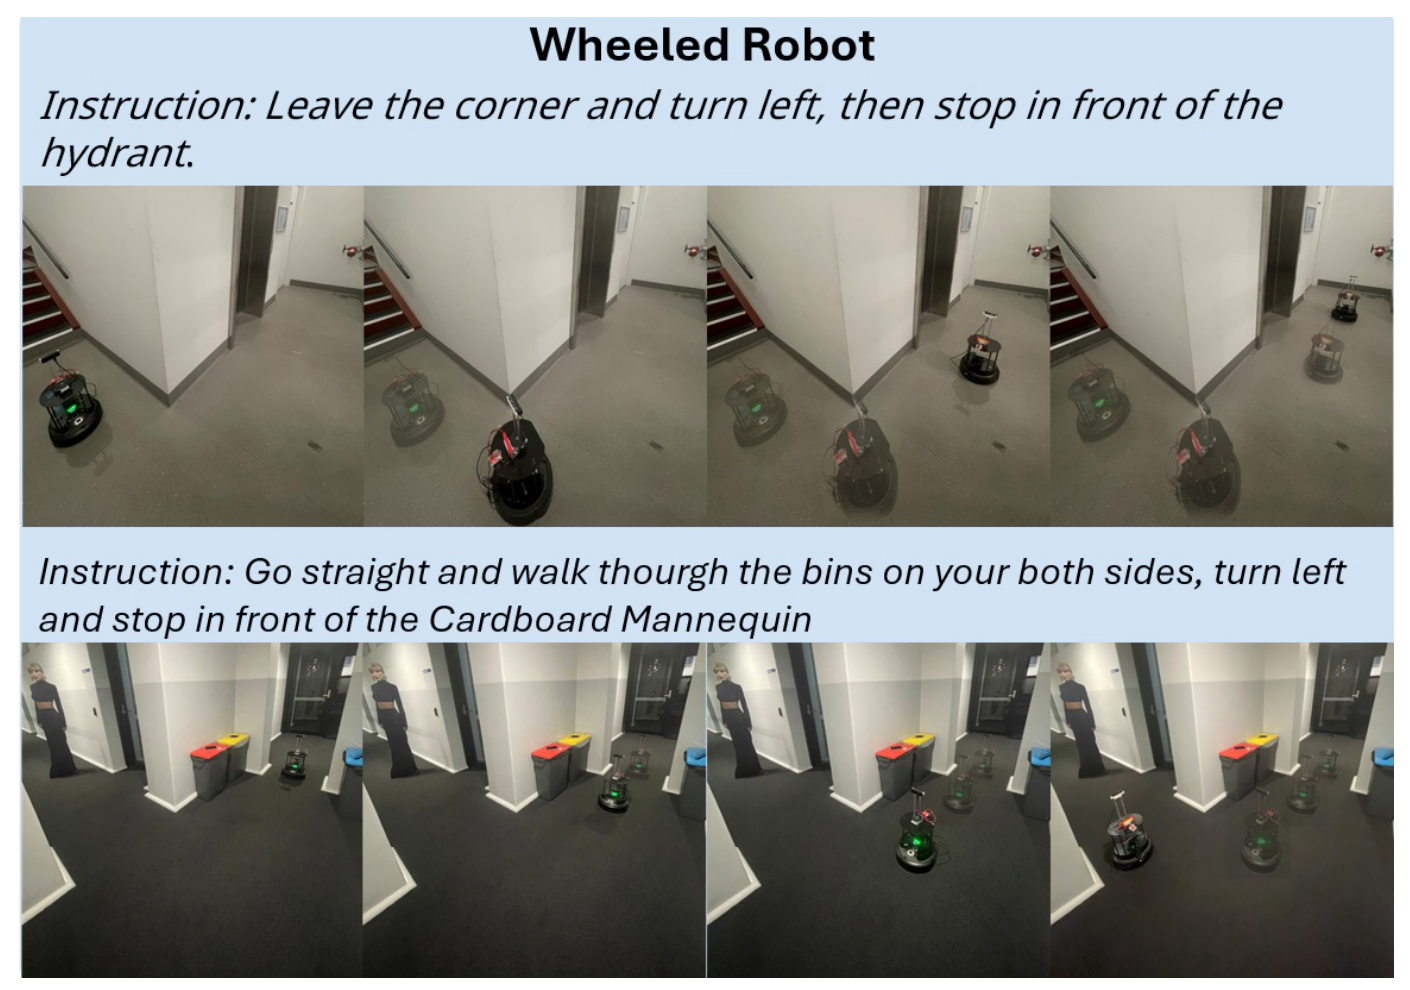 Wheeled Robot
Instruction: Leave the corner and turn left, then stop in front of the
hydrant.
Instruction: Go straight and walk thourgh the bins on your both sides, turn left
and stop in front of the Cardboard Mannequin